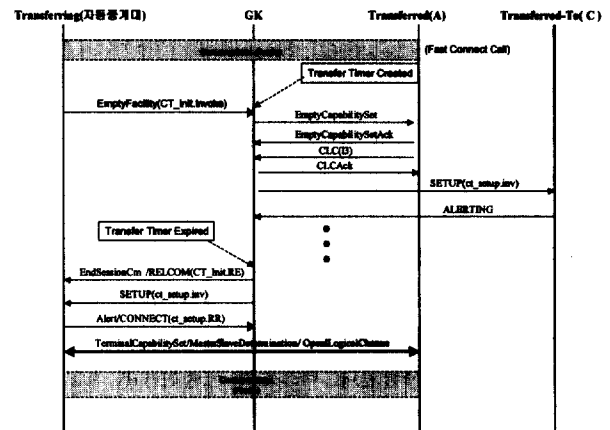 Transferring(자동중계대) GK Transferred(A) Transferred-To( C )
(Fast Connect Call)
Transfer Timer Created
EmptyFacility(CT_Init.Invoke)
EmptyCapabilitySet
EmptyCapabilitySetAck
CLC(I3)
CLCAck
SETUP(ct_setup.inv)
ALERTING
Transfer Timer Expired
EndSessionCm /RELCOM(CT_Init.RE)
SETUP(ct_setup.inv)
Alert/CONNECT(ct_setup.RR)
TerminalCapabilitySet/MasterSlaveDetermination/